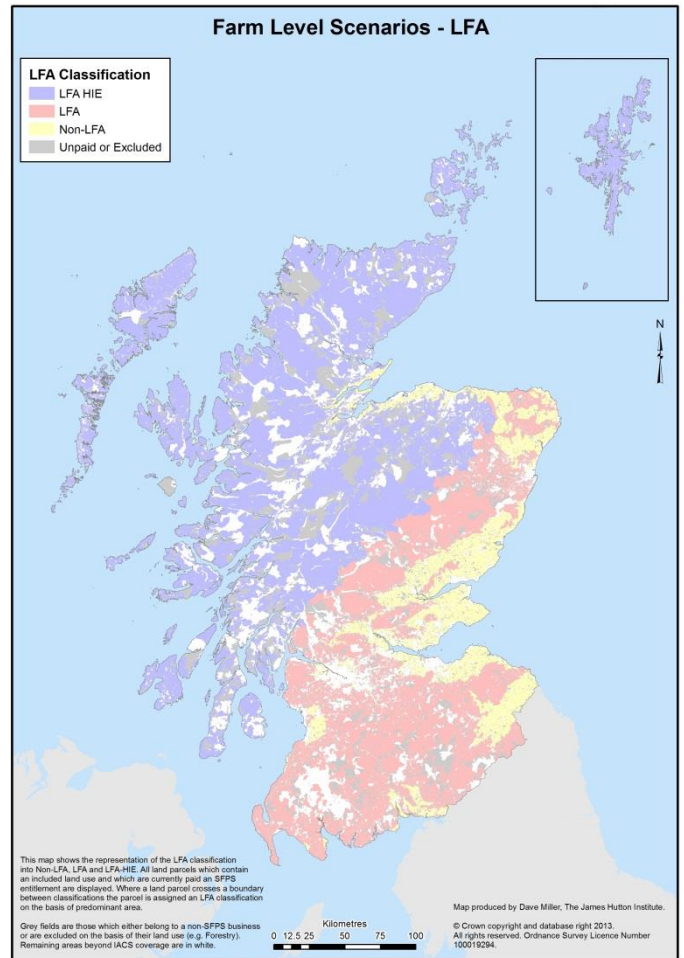 Farm Level Scenarios - LFA
LFA Classification
LFA HIE
LFA
Non-LFA
Unpaid or Excluded
N
This map shows the representation of the LFA classification
into Non-LFA, LFA and LFA-HIE. All land parcels which contain
an included land use and which are currently paid an SFPS
entitlement are displayed. Where a land parcel crosses a boundary
between classifications the parcel is assigned an LFA classification
on the basis of predominant area.
Grey fields are those which either belong to a non-SFPS business
or are excluded on the basis of their land use (e.g. Forestry).
Remaining areas beyond IACS coverage are in white.
Kilometres
0 12.5 25 50 75 100
Map produced by Dave Miller, The James Hutton Institute.
© Crown copyright and database right 2013.
All rights reserved. Ordnance Survey Licence Number
100019294.